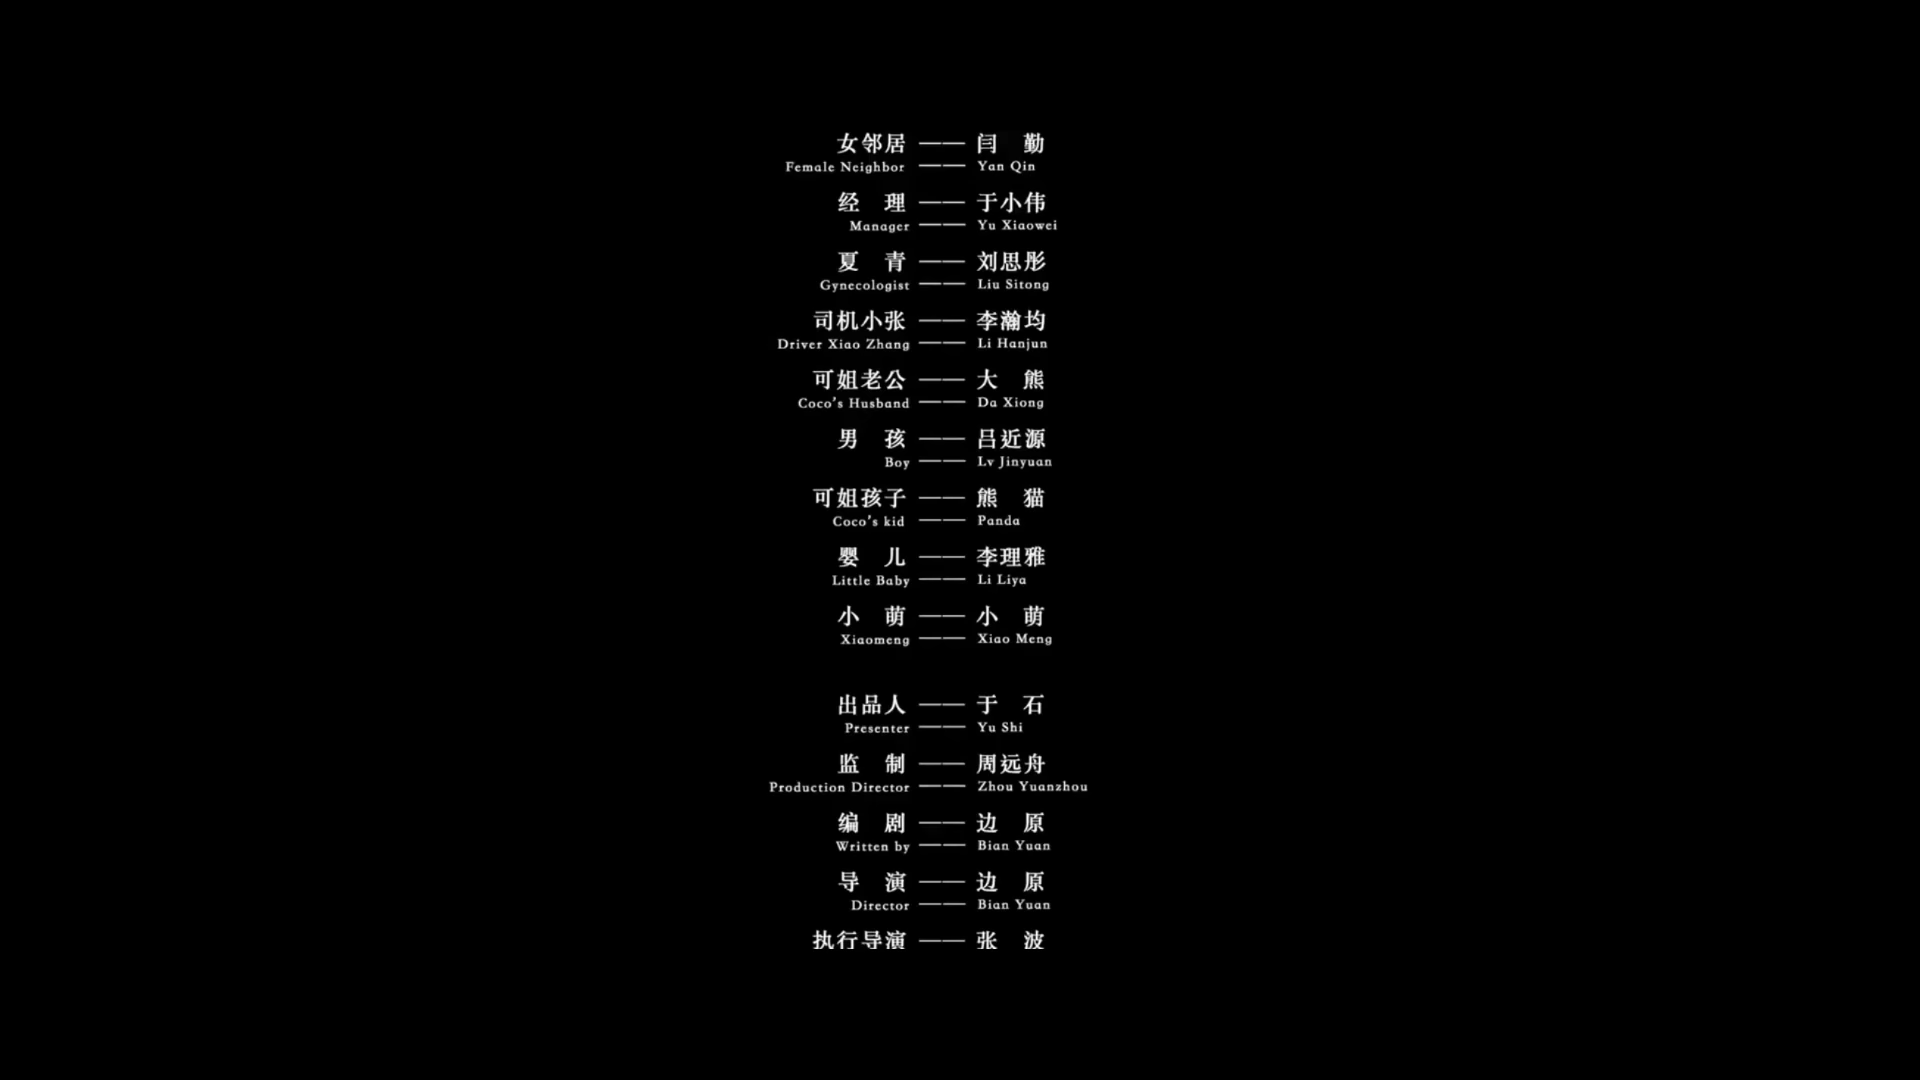 女邻居 —— 闫 勤
Female Neighbor —— Yan Qin
经 理 —— 于小伟
Manager —— Yu Xiaowei
夏 青 —— 刘思彤
Gynecologist —— Liu Sitong
司机小张 —— 李瀚均
Driver Xiao Zhang —— Li Hanjun
可姐老公 —— 大 熊
Coco's Husband —— Da Xiong
男 孩 —— 吕近源
Boy —— Lv Jinyuan
可姐孩子 —— 熊 猫
Coco's kid —— Panda
婴 儿 —— 李理雅
Little Baby —— Li Liya
小 萌 —— 小 萌
Xiaomeng —— Xiao Meng
出品人 —— 于 石
Presenter —— Yu Shi
监 制 —— 周远舟
Production Director —— Zhou Yuanzhou
编 剧 —— 边 原
Written by —— Bian Yuan
导 演 —— 边 原
Director —— Bian Yuan
执行导演 —— 张 波